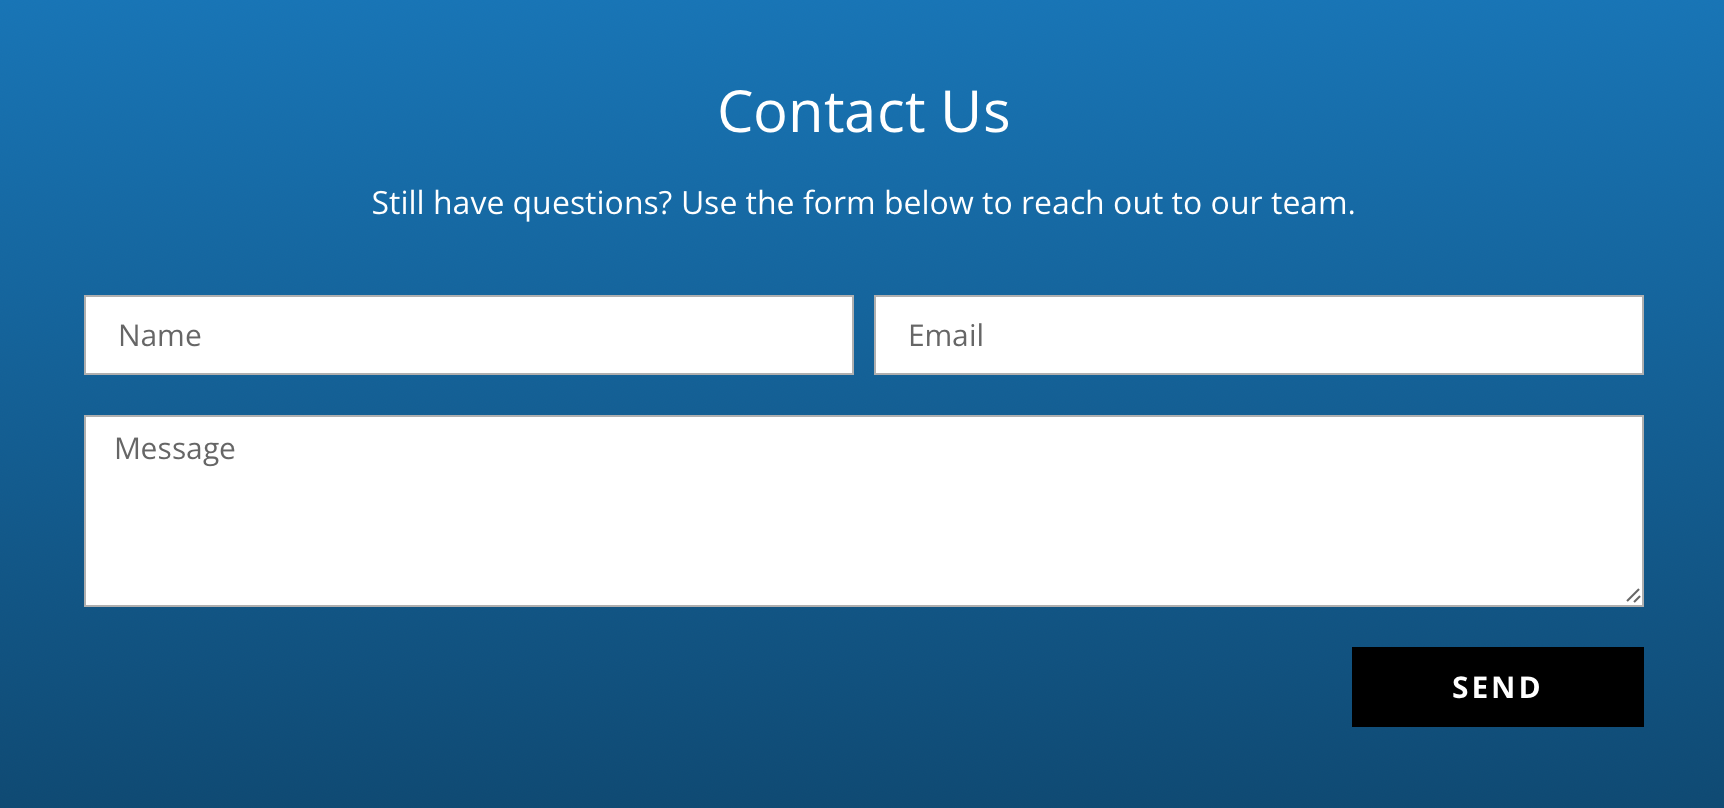 Contact Us
Still have questions? Use the form below to reach out to our team.
Name
Email
Message
SEND